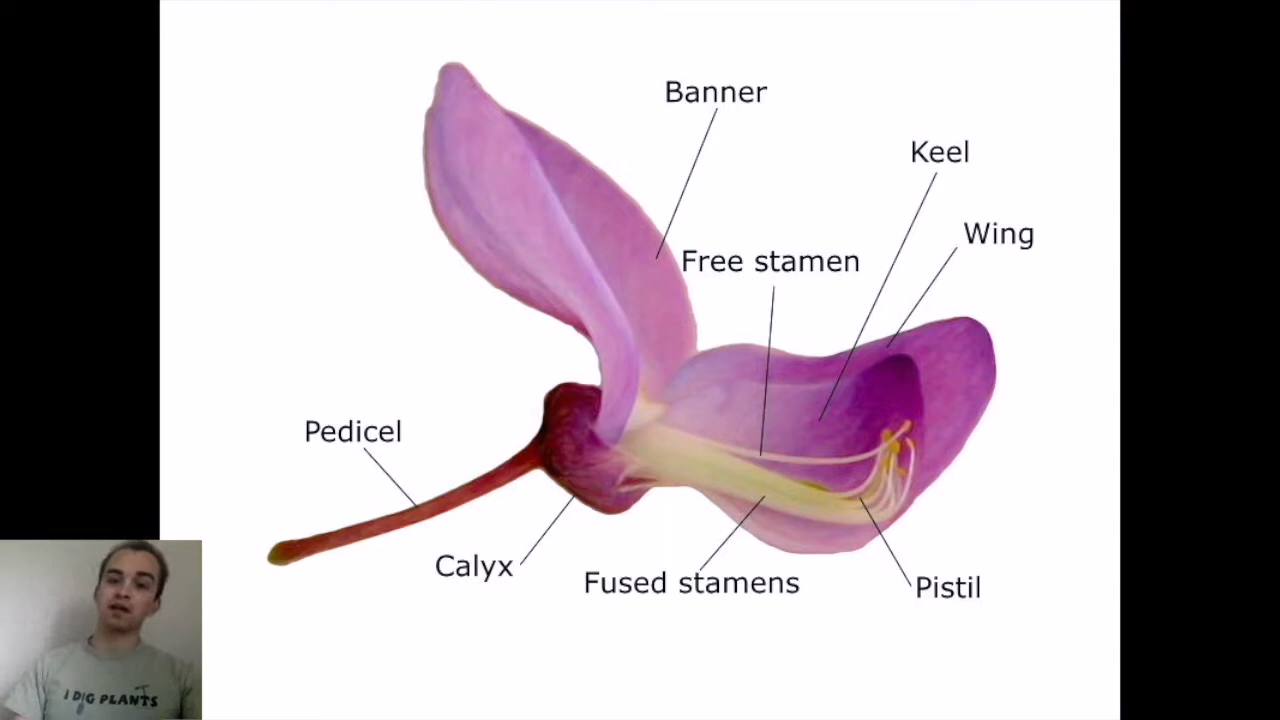 Banner
Keel
Wing
Free stamen
Pedicel
Calyx
Fused stamens
Pistil
I DIG PLANTS